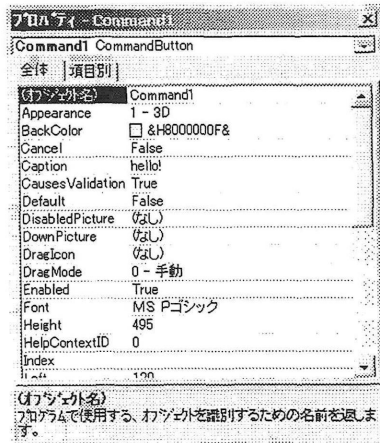 プロパティ - Command1
Command1 CommandButton
全体 項目別
(オブジェクト名) Command1
Appearance 1 - 3D
BackColor &H8000000F&
Cancel False
Caption hello!
CausesValidation True
Default False
DisabledPicture (なし)
DownPicture (なし)
DragIcon (なし)
DragMode 0 - 手動
Enabled True
Font MS Pゴシック
Height 495
HelpContextID 0
Index
Left 120
(オブジェクト名)
プログラムで使用する、オブジェクトを識別するための名前を返しま
す。